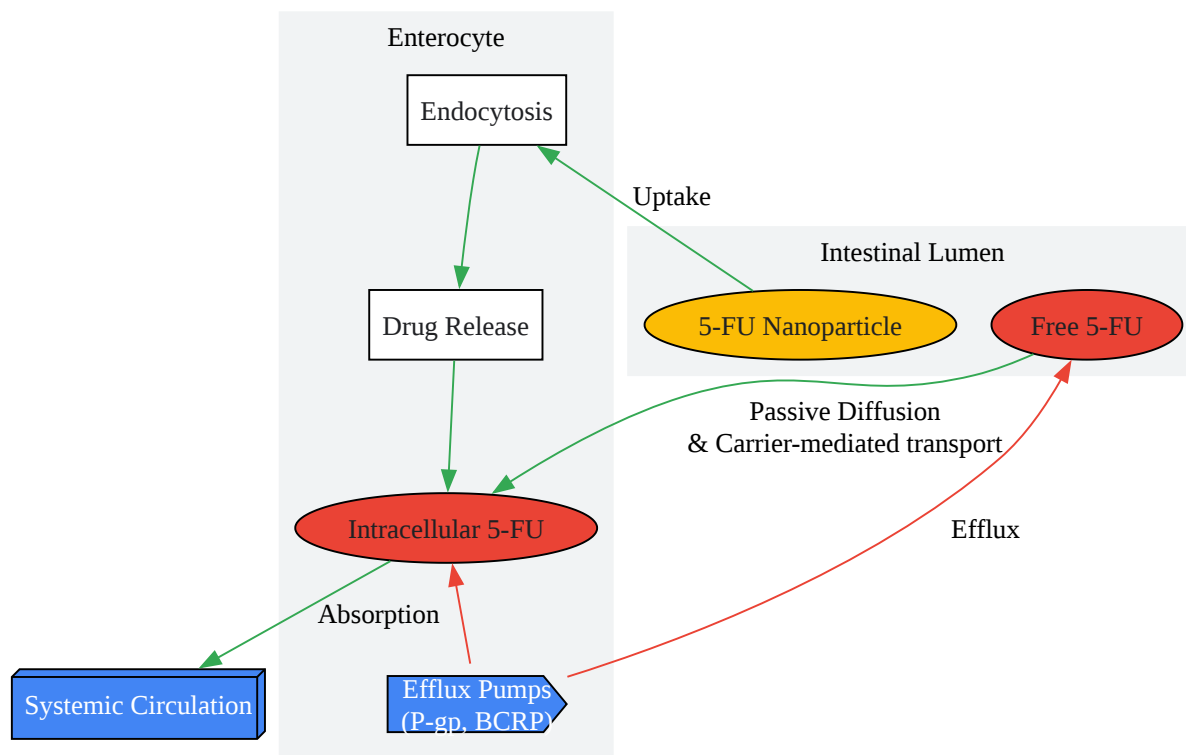 Enterocyte
Endocytosis
Uptake
Intestinal Lumen
Drug Release
5-FU Nanoparticle
Free 5-FU
Passive Diffusion
& Carrier-mediated transport
Intracellular 5-FU
Efflux
Absorption
Systemic Circulation
Efflux Pumps
(P-gp, BCRP)